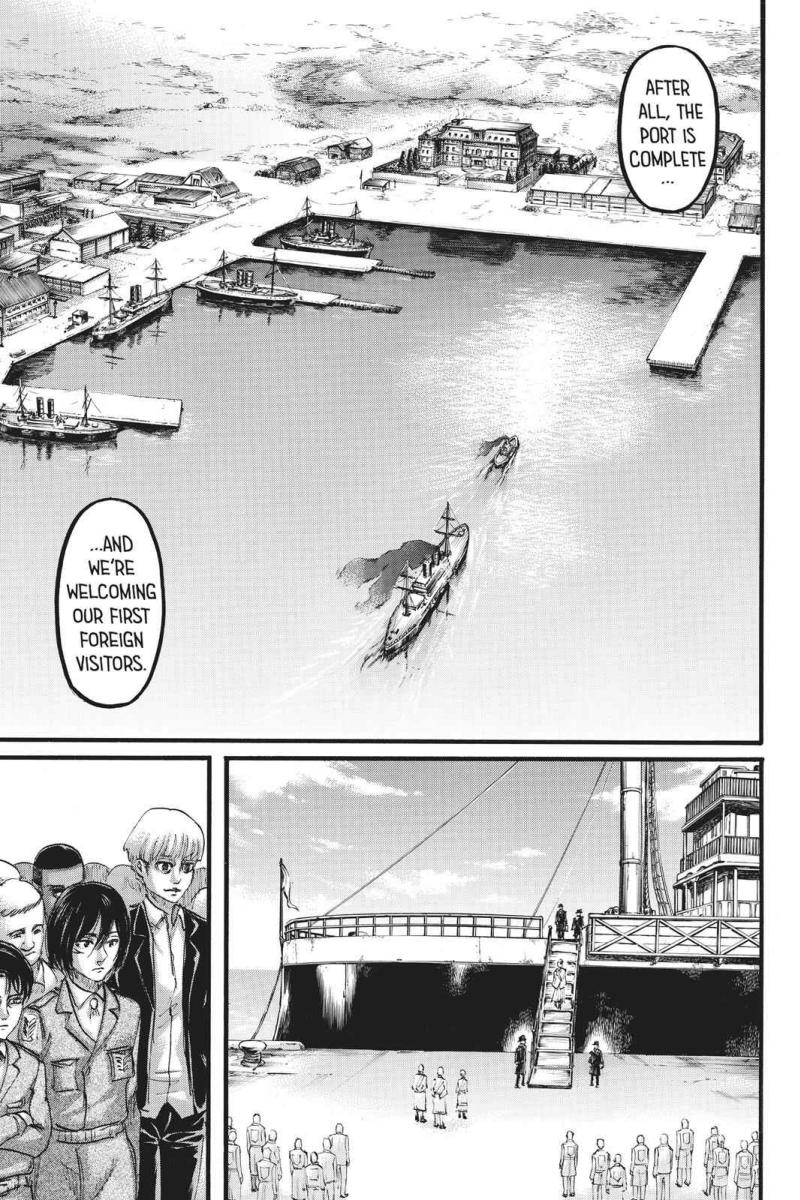 AFTER
ALL, THE
PORT IS
COMPLETE
...
...AND
WE'RE
WELCOMING
OUR FIRST
FOREIGN
VISITORS.